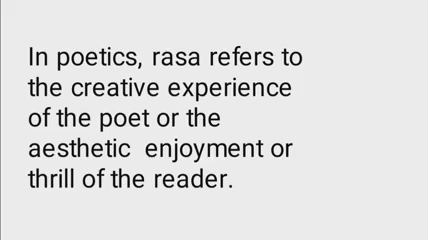 In poetics, rasa refers to
the creative experience
of the poet or the
aesthetic  enjoyment or
thrill of the reader.